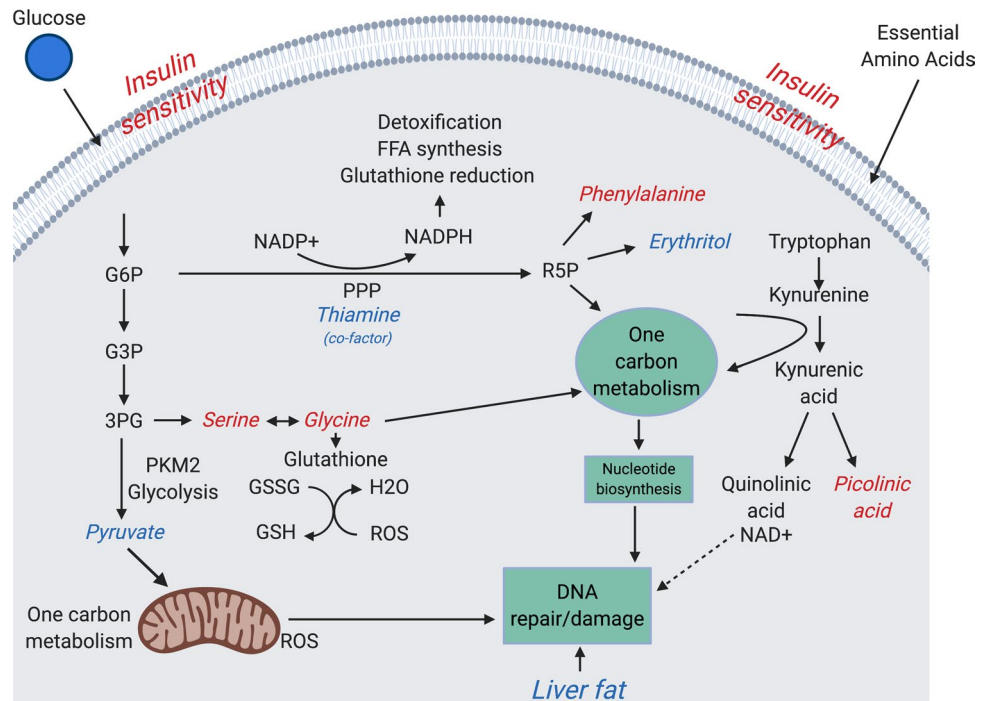 Glucose
Essential
Amino Acids
Insulin
sensitivity
Insulin
sensitivity
Detoxification
FFA synthesis
Glutathione reduction
Phenylalanine
NADP+
NADPH
Erythritol
Tryptophan
G6P
R5P
PPP
Thiamine
(co-factor)
Kynurenine
G3P
One
carbon
metabolism
Kynurenic
acid
3PG
Serine
Glycine
PKM2
Glycolysis
Glutathione
GSSG
H2O
GSH
ROS
Nucleotide
biosynthesis
Quinolinic
acid
NAD+
Picolinic
acid
Pyruvate
One carbon
metabolism
ROS
DNA
repair/damage
Liver fat